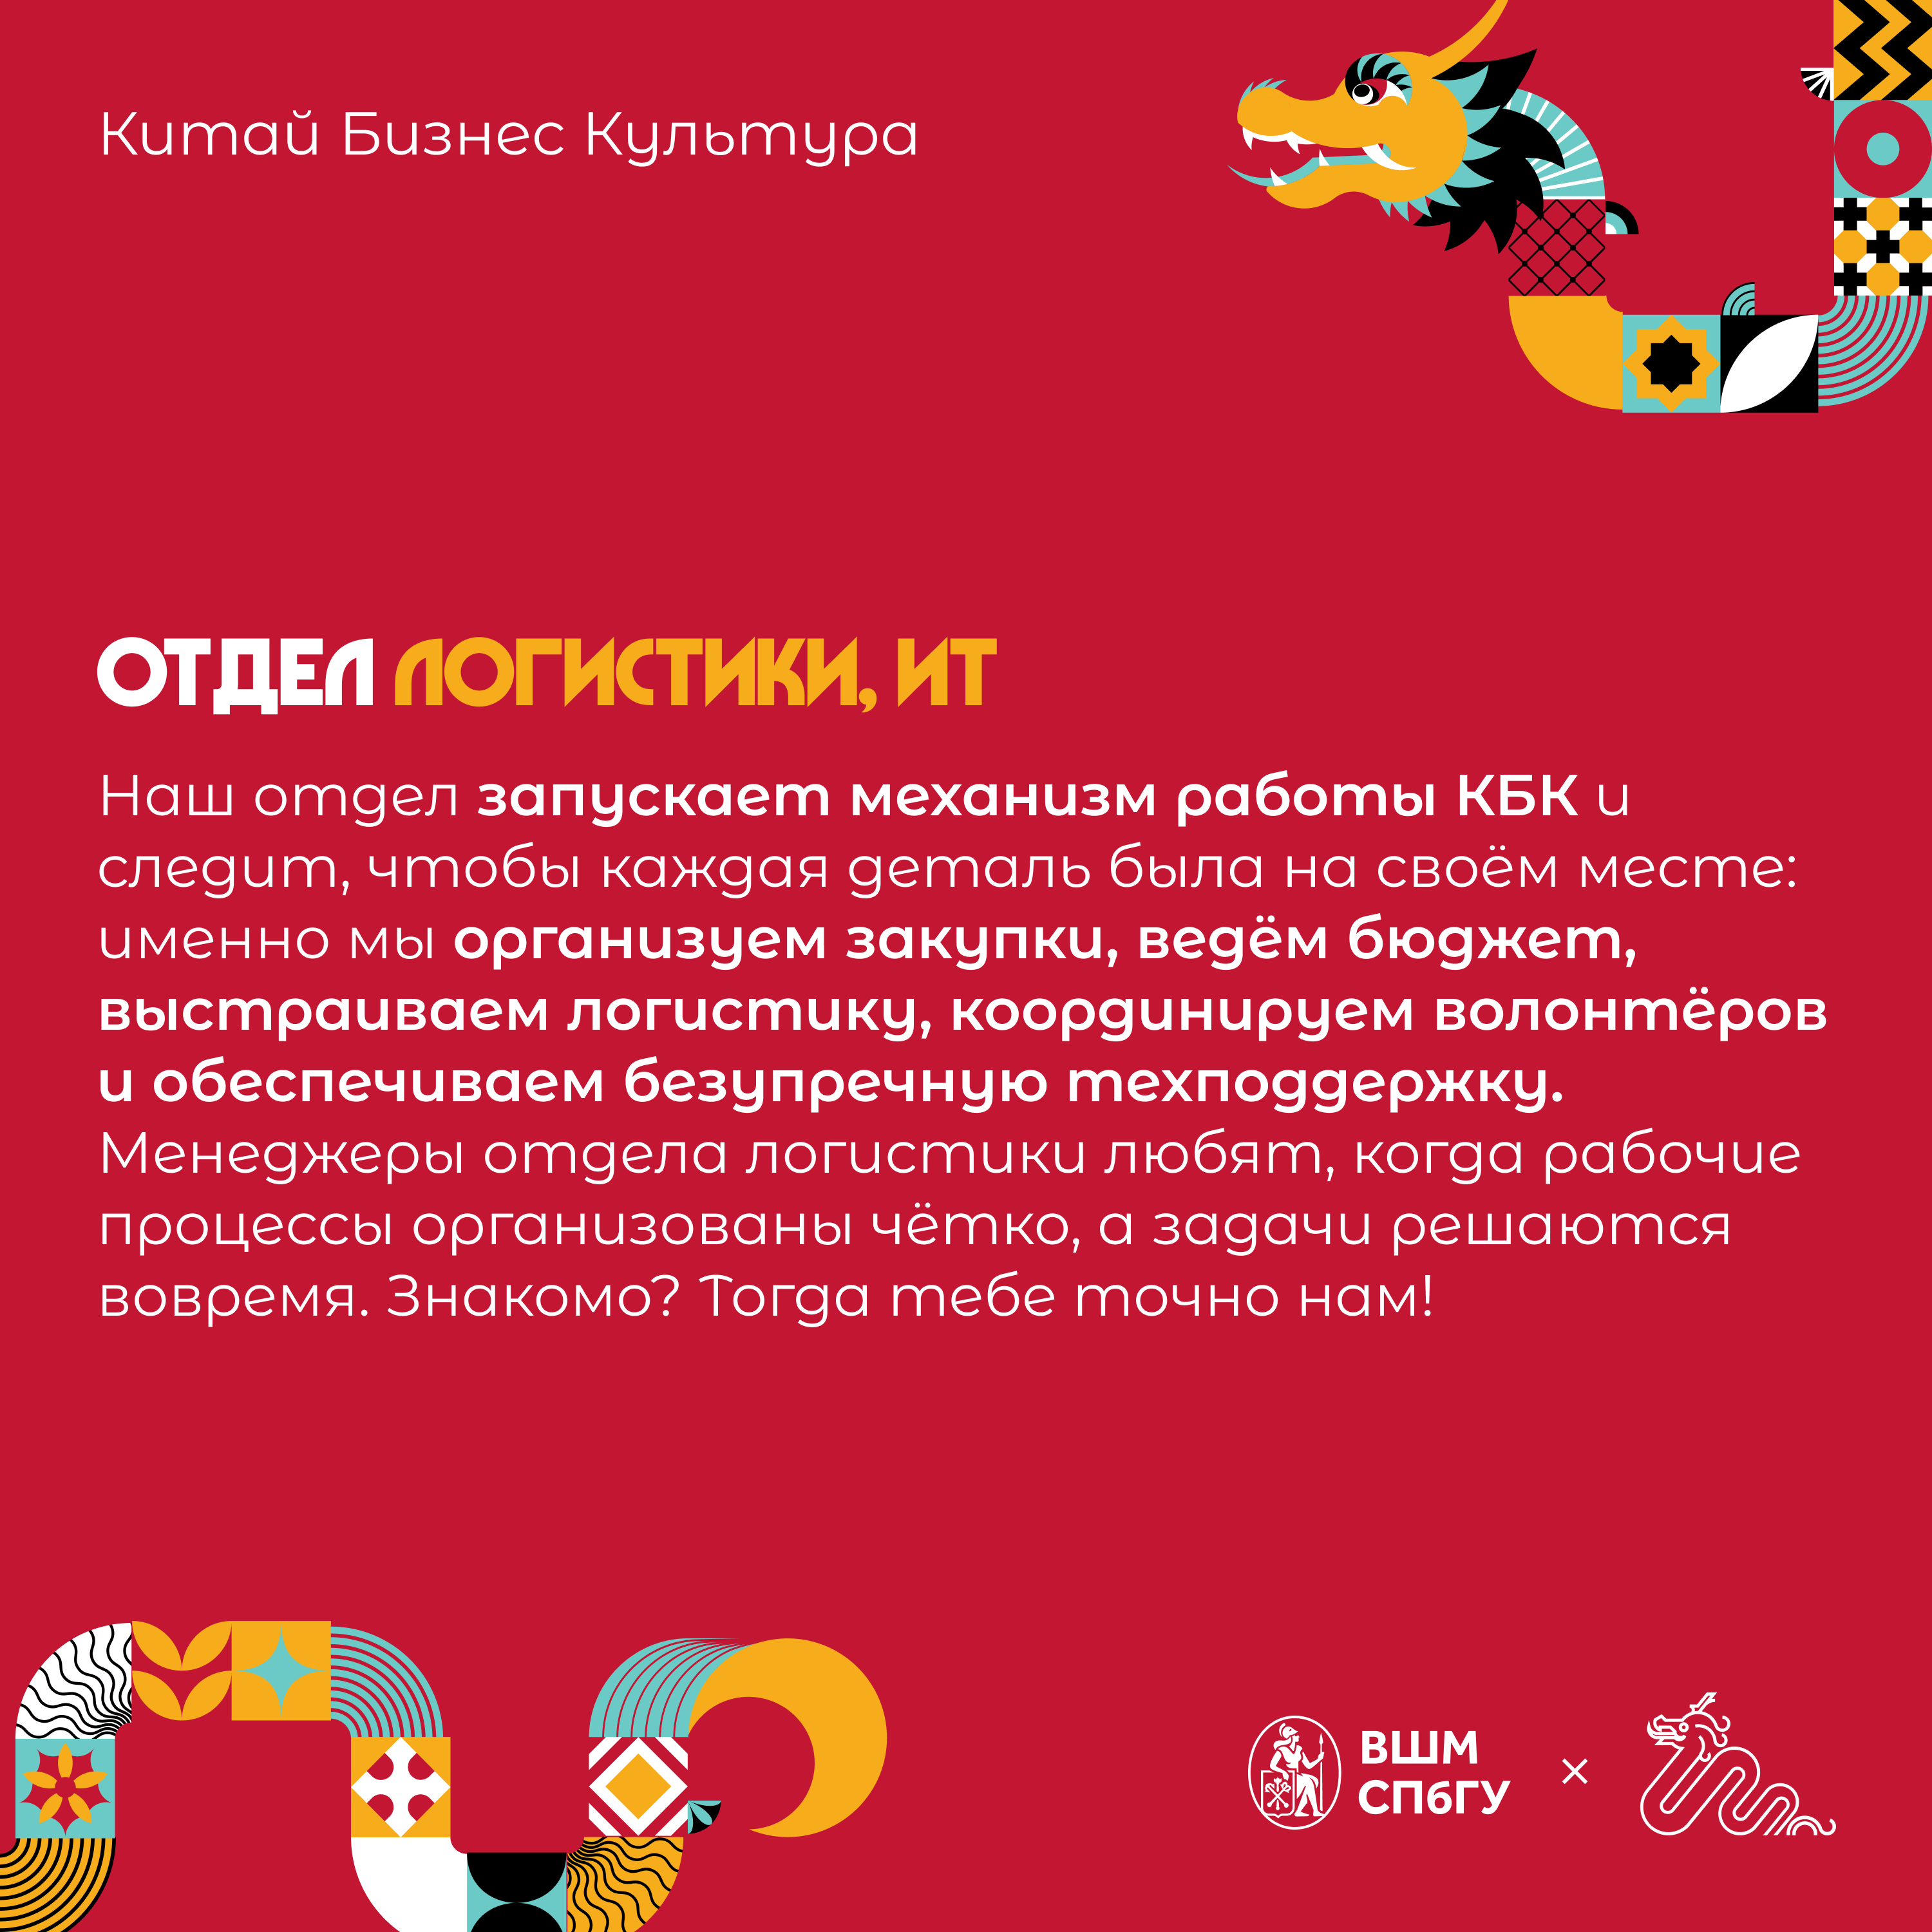 Китай Бизнес Культура
ОТДЕЛ ЛОГИСТИКИ, ИТ
Наш отдел запускает механизм работы КБК и
следит, чтобы каждая деталь была на своём месте:
именно мы организуем закупки, ведём бюджет,
выстраиваем логистику, координируем волонтёров
и обеспечиваем безупречную техподдержку.
Менеджеры отдела логистики любят, когда рабочие
процессы организованы чётко, а задачи решаются
вовремя. Знакомо? Тогда тебе точно нам!
ВШМ
СПбГУ
×